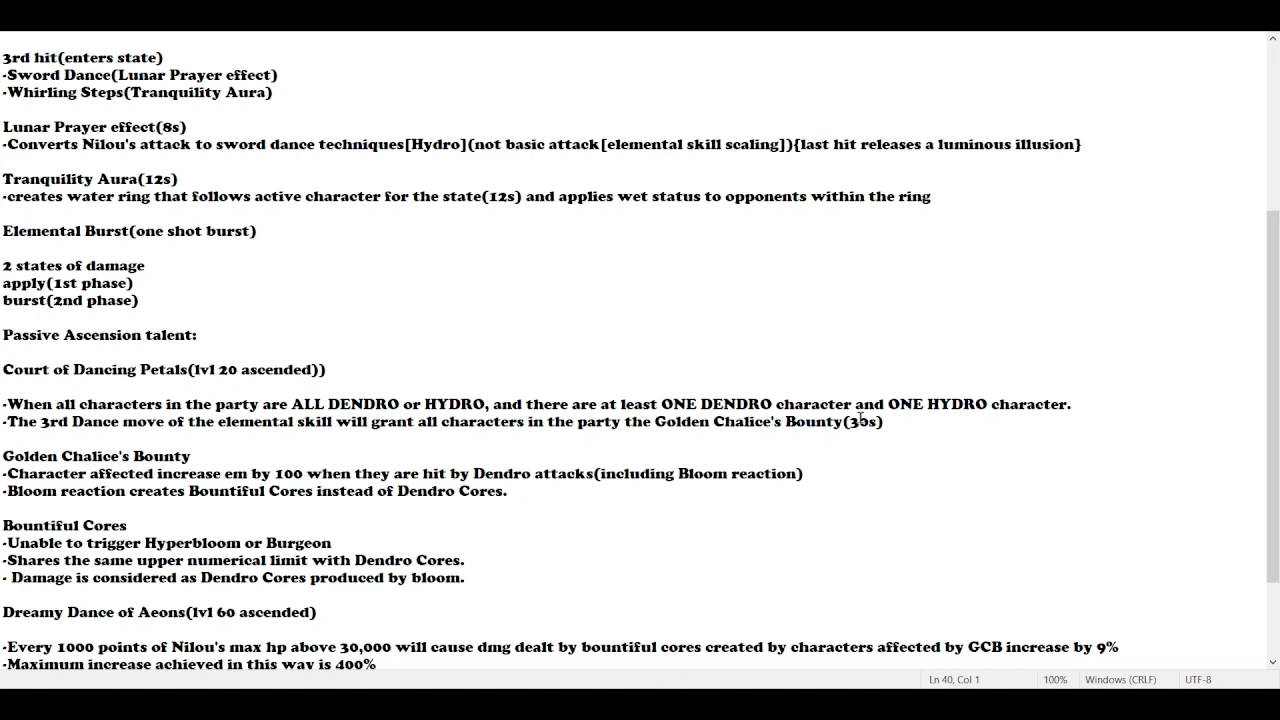 3rd hit(enters state)
-Sword Dance(Lunar Prayer effect)
-Whirling Steps(Tranquility Aura)
Lunar Prayer effect(8s)
-Converts Nilou's attack to sword dance techniques[Hydro](not basic attack[elemental skill scaling]){last hit releases a luminous illusion}
Tranquility Aura(12s)
-creates water ring that follows active character for the state(12s) and applies wet status to opponents within the ring
Elemental Burst(one shot burst)
2 states of damage
apply(1st phase)
burst(2nd phase)
Passive Ascension talent:
Court of Dancing Petals(lvl 20 ascended))
-When all characters in the party are ALL DENDRO or HYDRO, and there are at least ONE DENDRO character and ONE HYDRO character.
-The 3rd Dance move of the elemental skill will grant all characters in the party the Golden Chalice's Bounty(30s)
Golden Chalice's Bounty
-Character affected increase em by 100 when they are hit by Dendro attacks(including Bloom reaction)
-Bloom reaction creates Bountiful Cores instead of Dendro Cores.
Bountiful Cores
-Unable to trigger Hyperbloom or Burgeon
-Shares the same upper numerical limit with Dendro Cores.
- Damage is considered as Dendro Cores produced by bloom.
Dreamy Dance of Aeons(lvl 60 ascended)
-Every 1000 points of Nilou's max hp above 30,000 will cause dmg dealt by bountiful cores created by characters affected by GCB increase by 9%
-Maximum increase achieved in this way is 400%
Ln 40, Col 1 100% Windows (CRLF) UTF-8